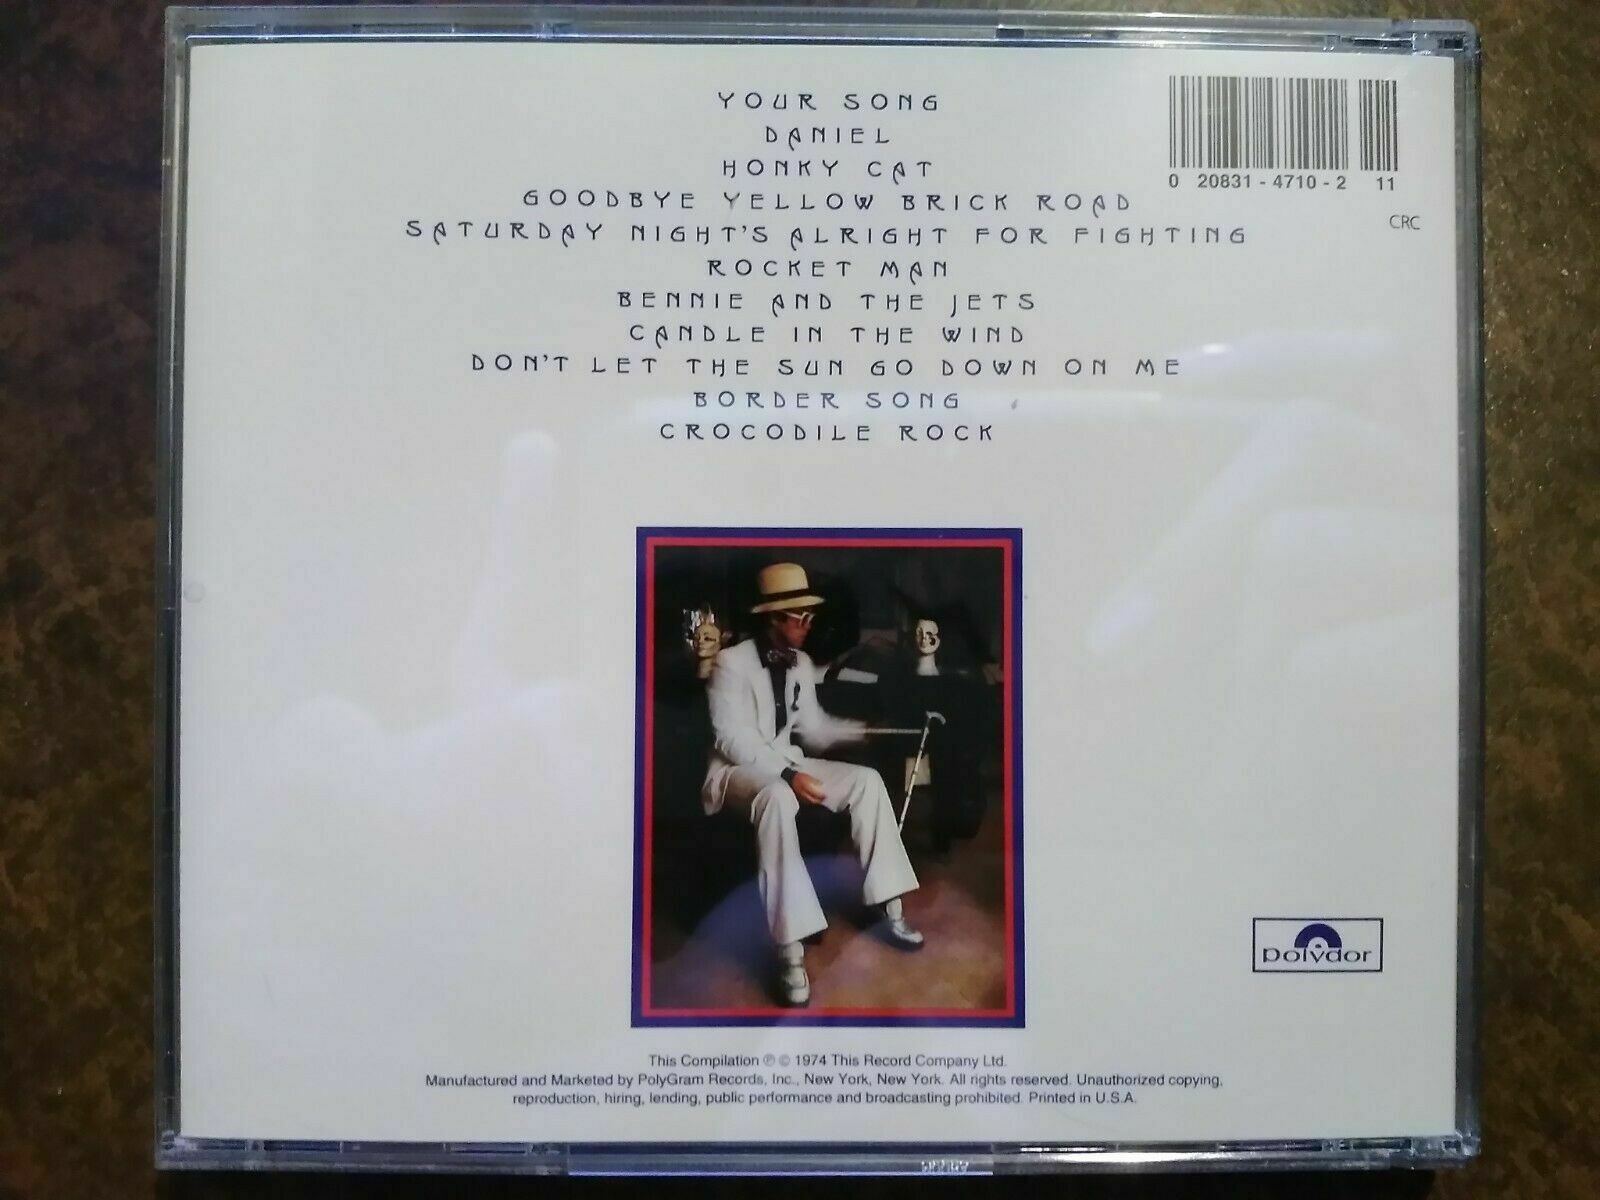 YOUR SONG
DANIEL
HONKY CAT
GOODBYE YELLOW BRICK ROAD
SATURDAY NIGHT'S ALRIGHT FOR FIGHTING
ROCKET MAN
BENNIE AND THE JETS
CANDLE IN THE WIND
DON'T LET THE SUN GO DOWN ON ME
BORDER SONG
CROCODILE ROCK
0 20831-4710-2 11
CRC
polydor
This Compilation ℗ © 1974 This Record Company Ltd.
Manufactured and Marketed by PolyGram Records, Inc., New York, New York. All rights reserved. Unauthorized copying,
reproduction, hiring, lending, public performance and broadcasting prohibited. Printed in U.S.A.